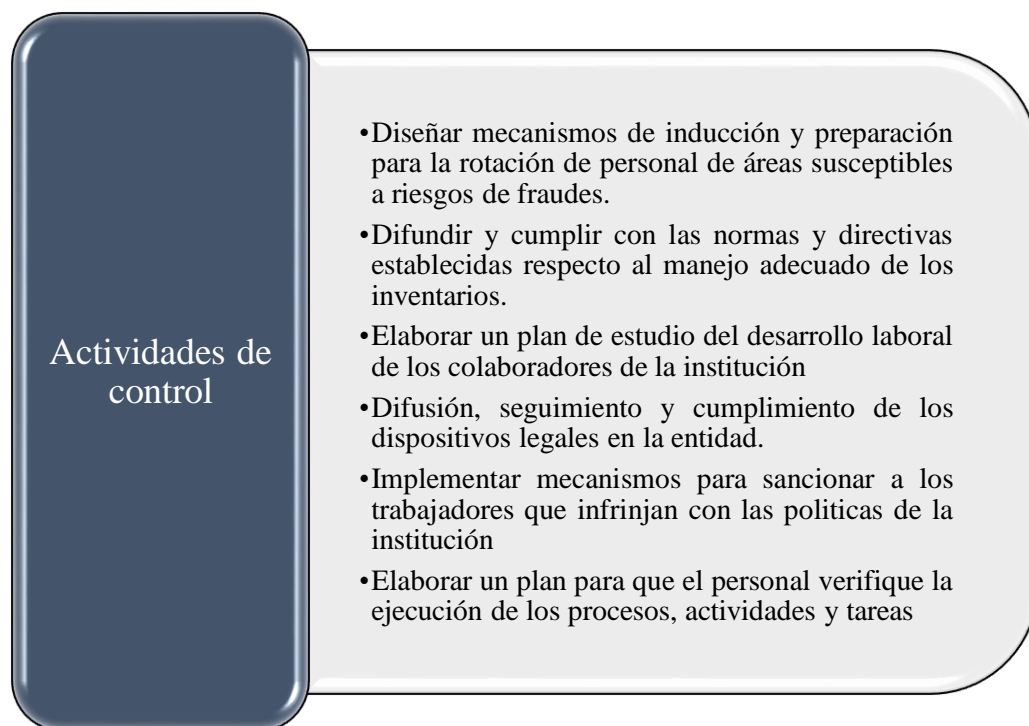 Actividades de
control
•Diseñar mecanismos de inducción y preparación
para la rotación de personal de áreas susceptibles
a riesgos de fraudes.
•Difundir y cumplir con las normas y directivas
establecidas respecto al manejo adecuado de los
inventarios.
•Elaborar un plan de estudio del desarrollo laboral
de los colaboradores de la institución
•Difusión, seguimiento y cumplimiento de los
dispositivos legales en la entidad.
•Implementar mecanismos para sancionar a los
trabajadores que infrinjan con las politicas de la
institución
•Elaborar un plan para que el personal verifique la
ejecución de los procesos, actividades y tareas